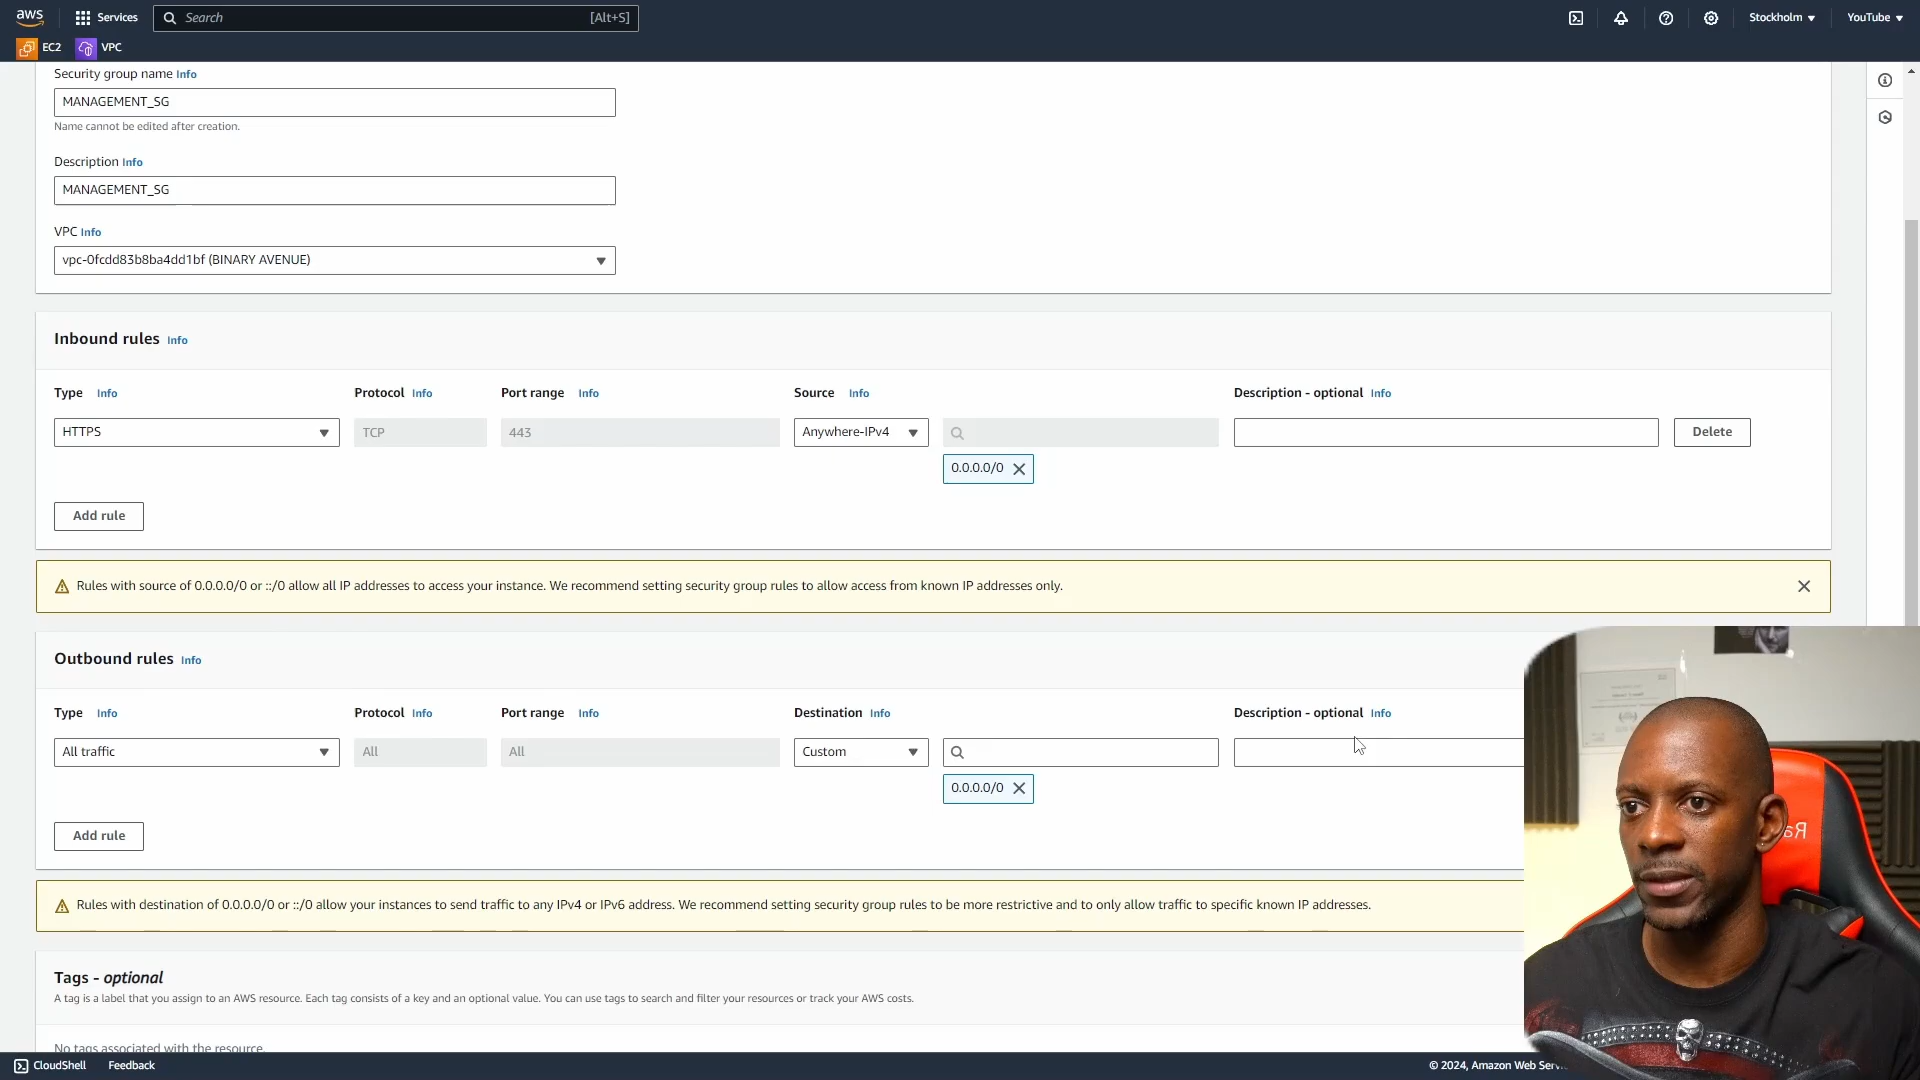 aws
Services
Search
[Alt+S]
Stockholm
YouTube
EC2
VPC
Security group name Info
MANAGEMENT_SG
Name cannot be edited after creation.
Description Info
MANAGEMENT_SG
VPC Info
vpc-0fcdd83b8ba4dd1bf (BINARY AVENUE)
Inbound rules Info
Type Info Protocol Info Port range Info Source Info Description - optional Info
HTTPS TCP 443 Anywhere-IPv4 Delete
0.0.0.0/0
Add rule
Rules with source of 0.0.0.0/0 or ::/0 allow all IP addresses to access your instance. We recommend setting security group rules to allow access from known IP addresses only.
Outbound rules Info
Type Info Protocol Info Port range Info Destination Info Description - optional Info
All traffic All All Custom
0.0.0.0/0
Add rule
Rules with destination of 0.0.0.0/0 or ::/0 allow your instances to send traffic to any IPv4 or IPv6 address. We recommend setting security group rules to be more restrictive and to only allow traffic to specific known IP addresses.
Tags - optional
A tag is a label that you assign to an AWS resource. Each tag consists of a key and an optional value. You can use tags to search and filter your resources or track your AWS costs.
No tags associated with the resource.
CloudShell Feedback
© 2024, Amazon Web